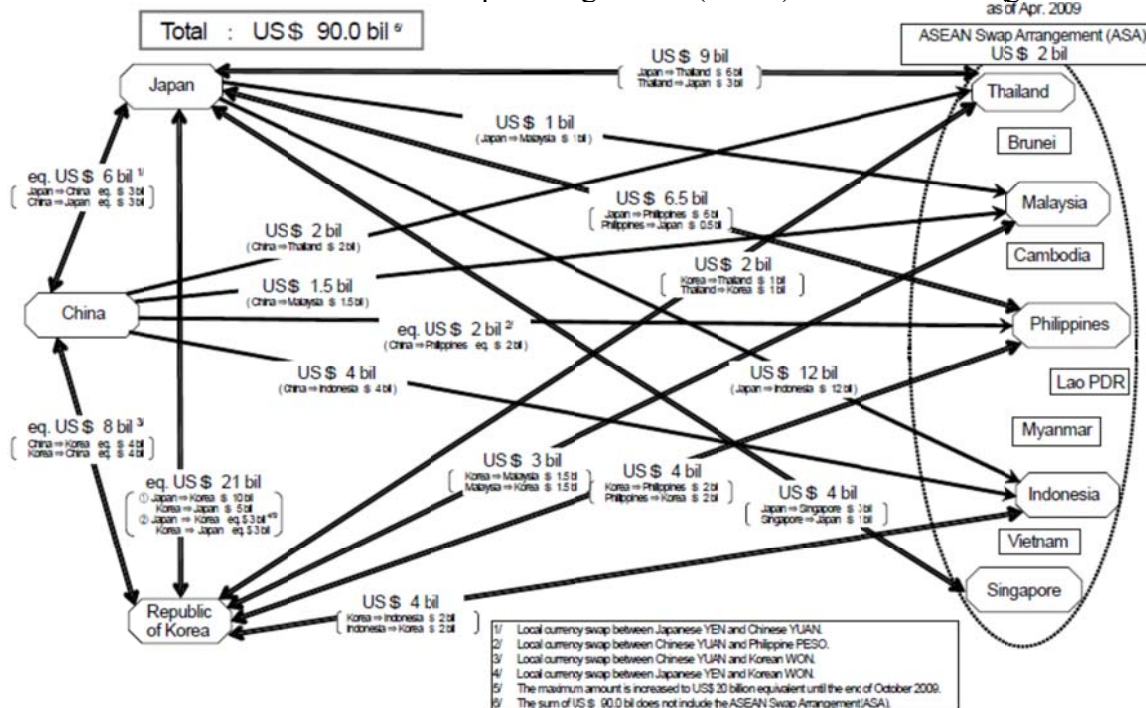 as of Apr. 2009
Total : US$ 90.0 bil 6/
ASEAN Swap Arrangement (ASA)
US$ 2 bil
Japan
US$ 9 bil
Japan ⇒ Thailand $ 6 bil
Thailand ⇒ Japan $ 3 bil
Thailand
US$ 1 bil
(Japan ⇒ Malaysia $ 1 bil)
Brunei
eq. US$ 6 bil 1/
Japan ⇒ China eq. $ 3 bil
China ⇒ Japan eq. $ 3 bil
US$ 6.5 bil
Japan ⇒ Philippines $ 6 bil
Philippines ⇒ Japan $ 0.5 bil
Malaysia
US$ 2 bil
(China ⇒ Thailand $ 2 bil)
Cambodia
US$ 2 bil
Korea ⇒ Thailand $ 1 bil
Thailand ⇒ Korea $ 1 bil
US$ 1.5 bil
(China ⇒ Malaysia $ 1.5 bil)
China
Philippines
eq. US$ 2 bil 2/
(China ⇒ Philippines eq. $ 2 bil)
US$ 4 bil
(China ⇒ Indonesia $ 4 bil)
US$ 12 bil
(Japan ⇒ Indonesia $ 12 bil)
Lao PDR
eq. US$ 8 bil 3/
China ⇒ Korea eq. $ 4 bil
Korea ⇒ China eq. $ 4 bil
Myanmar
US$ 3 bil
Korea ⇒ Malaysia $ 1.5 bil
Malaysia ⇒ Korea $ 1.5 bil
US$ 4 bil
Korea ⇒ Philippines $ 2 bil
Philippines ⇒ Korea $ 2 bil
eq. US$ 21 bil
① Japan ⇒ Korea $ 10 bil
Korea ⇒ Japan $ 5 bil
② Japan ⇒ Korea eq. $ 3 bil 4/5/
Korea ⇒ Japan eq. $ 3 bil
US$ 4 bil
Japan ⇒ Singapore $ 3 bil
Singapore ⇒ Japan $ 1 bil
Indonesia
Vietnam
Singapore
Republic
of Korea
US$ 4 bil
Korea ⇒ Indonesia $ 2 bil
Indonesia ⇒ Korea $ 2 bil
1/ Local currency swap between Japanese YEN and Chinese YUAN.
2/ Local currency swap between Chinese YUAN and Philippine PESO.
3/ Local currency swap between Chinese YUAN and Korean WON.
4/ Local currency swap between Japanese YEN and Korean WON.
5/ The maximum amount is increased to US$ 20 billion equivalent until the end of October 2009.
6/ The sum of US $ 90.0 bil does not include the ASEAN Swap Arrangement(ASA).